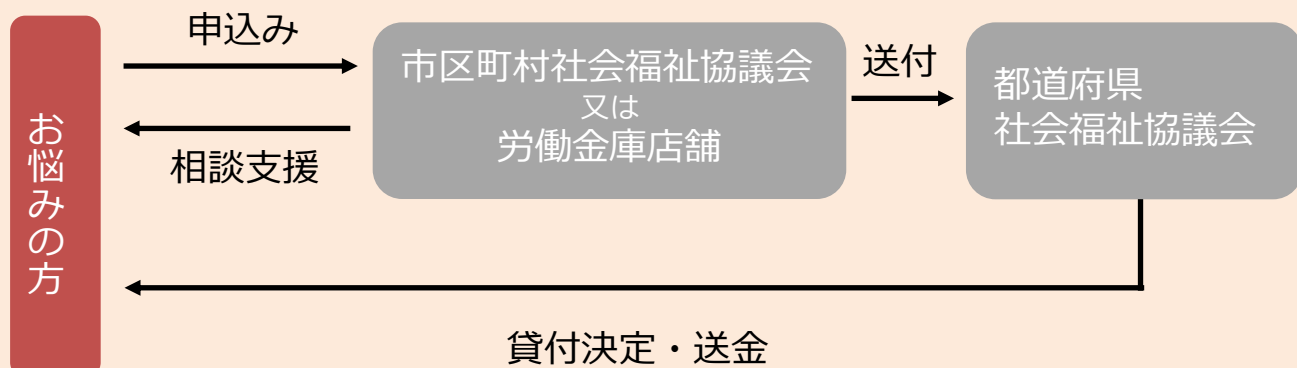 お悩みの方
申込み
相談支援
市区町村社会福祉協議会
又は
労働金庫店舗
送付
都道府県
社会福祉協議会
貸付決定・送金